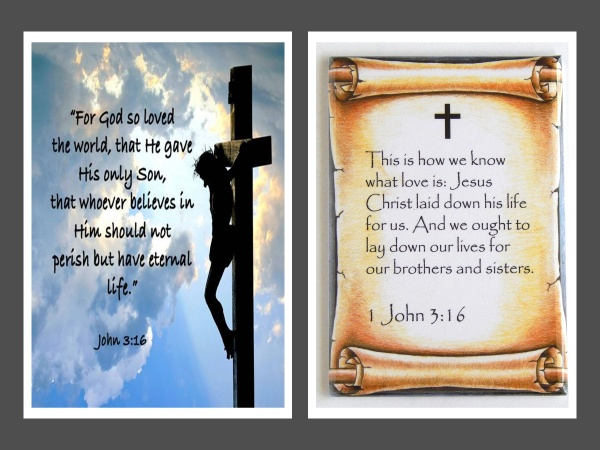 “For God so loved
the world, that He gave
His only Son,
that whoever believes in
Him should not
perish but have eternal
life.”
John 3:16
This is how we know
what love is: Jesus
Christ laid down his life
for us. And we ought to
lay down our lives for
our brothers and sisters.
1 John 3:16